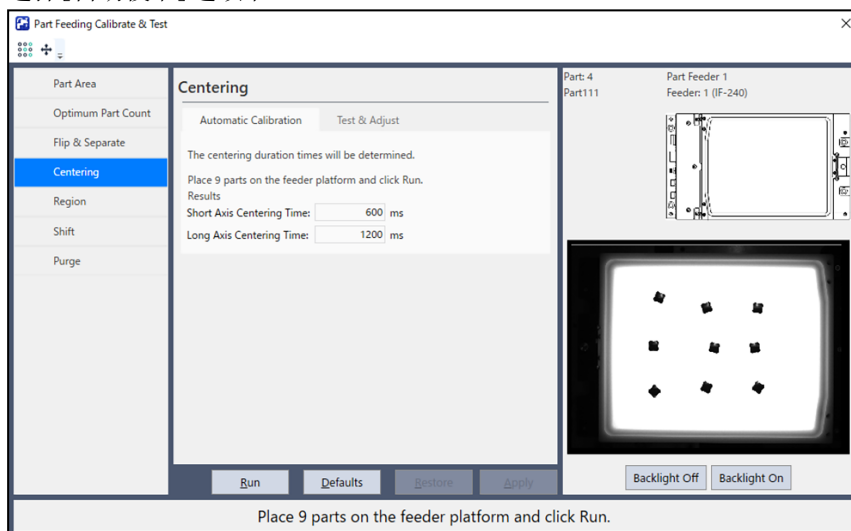 Part Feeding Calibrate & Test
Part Area
Optimum Part Count
Flip & Separate
Centering
Region
Shift
Purge
Centering
Automatic Calibration
Test & Adjust
The centering duration times will be determined.
Place 9 parts on the feeder platform and click Run.
Results
Short Axis Centering Time: 600 ms
Long Axis Centering Time: 1200 ms
Run
Defaults
Restore
Apply
Part: 4
Part Feeder 1
Part111
Feeder: 1 (IF-240)
Backlight Off
Backlight On
Place 9 parts on the feeder platform and click Run.